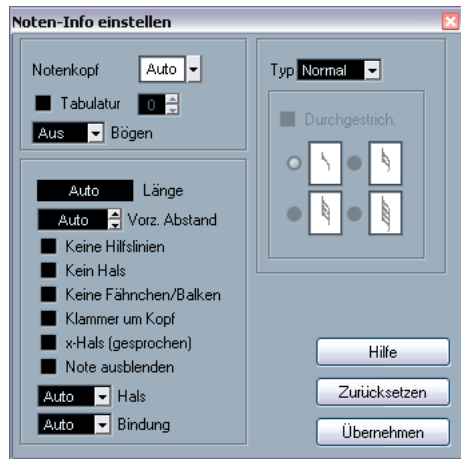 Noten-Info einstellen
Notenkopf Auto
Tabulatur 0
Aus Bögen
Auto Länge
Auto Vorz. Abstand
Keine Hilfslinien
Kein Hals
Keine Fähnchen/Balken
Klammer um Kopf
x-Hals (gesprochen)
Note ausblenden
Auto Hals
Auto Bindung
Typ Normal
Durchgestrich.
Hilfe
Zurücksetzen
Übernehmen